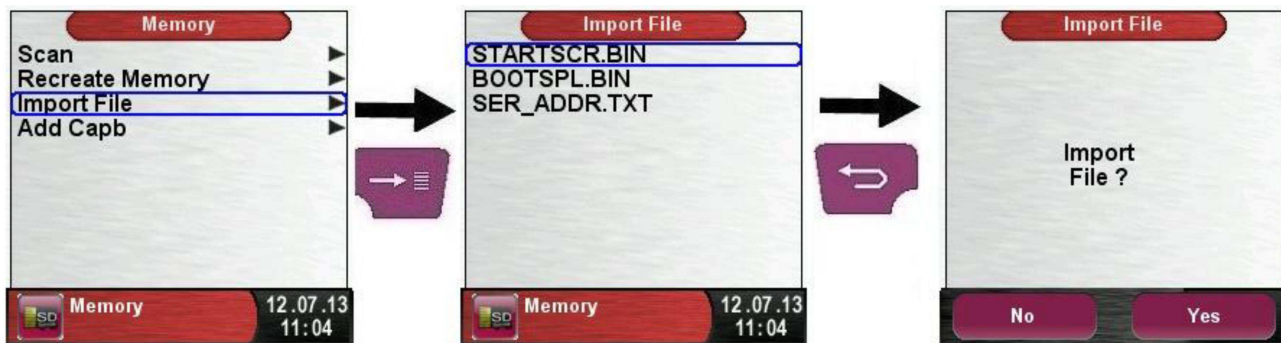 Memory
Scan
Recreate Memory
Import File
Add Capb
SD
Memory
12.07.13
11:04
Import File
STARTSCR.BIN
BOOTSPL.BIN
SER_ADDR.TXT
SD
Memory
12.07.13
11:04
Import File
Import
File ?
No
Yes